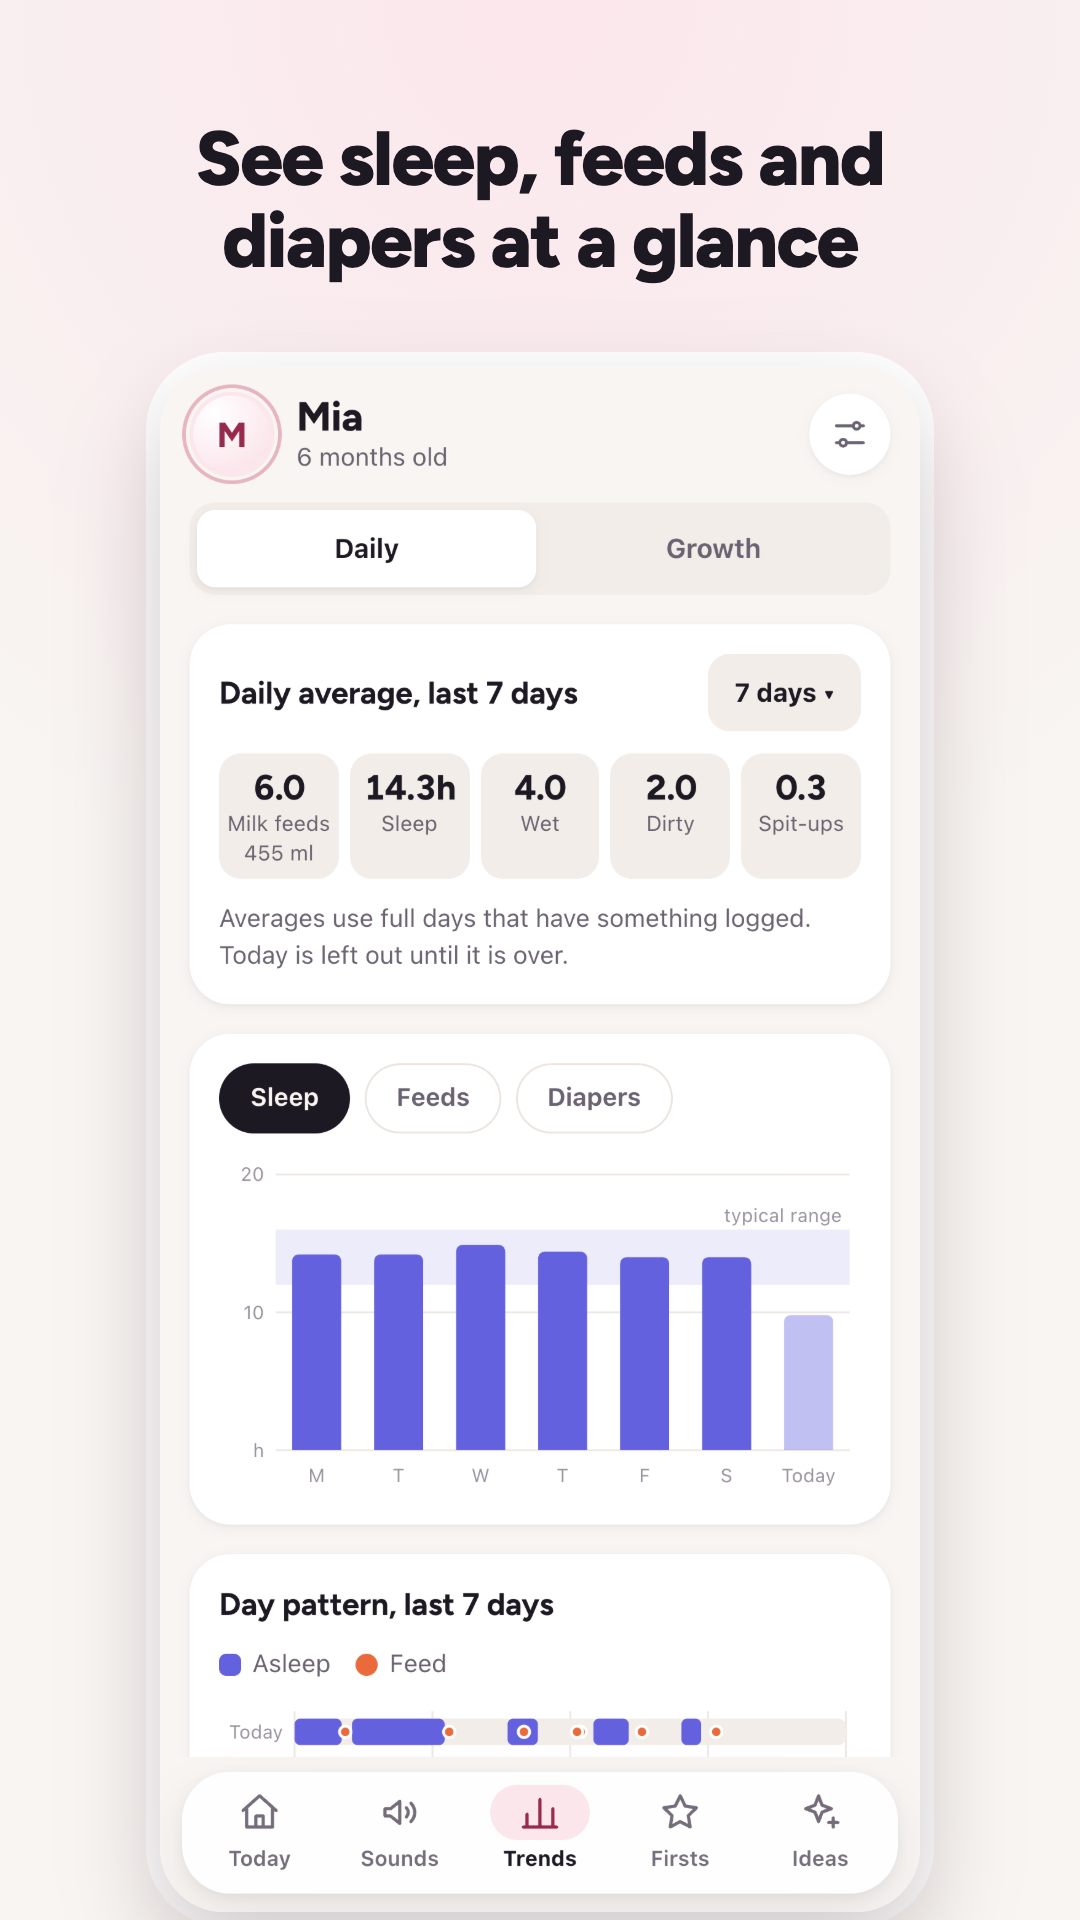 See sleep, feeds and
diapers at a glance
M
Mia
6 months old
Daily
Growth
Daily average, last 7 days
7 days ▾
6.0
Milk feeds
455 ml
14.3h
Sleep
4.0
Wet
2.0
Dirty
0.3
Spit-ups
Averages use full days that have something logged.
Today is left out until it is over.
Sleep
Feeds
Diapers
20
typical range
10
h
M
T
W
T
F
S
Today
Day pattern, last 7 days
Asleep
Feed
Today
Today
Sounds
Trends
Firsts
Ideas